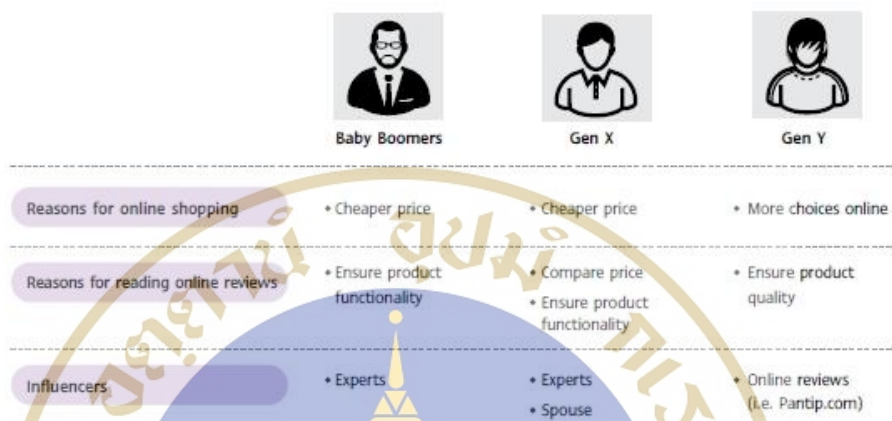 Baby Boomers Gen X Gen Y
Reasons for online shopping • Cheaper price • Cheaper price • More choices online
Reasons for reading online reviews • Ensure product functionality • Compare price • Ensure product quality
• Ensure product functionality
Influencers • Experts • Experts • Online reviews (i.e. Pantip.com)
• Spouse